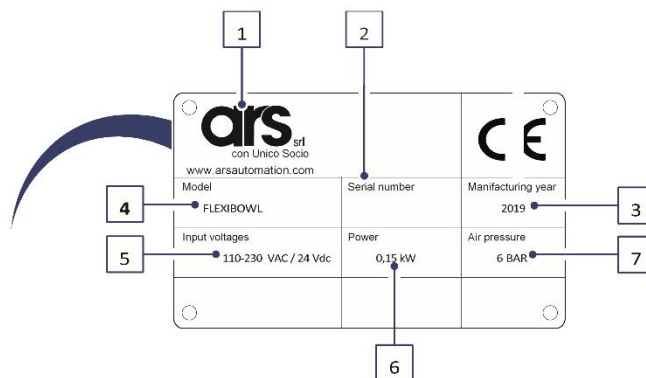 1
2
ars srl
con Unico Socio
www.arsautomation.com
CE
Model
Serial number
Manifacturing year
4
FLEXIBOWL
2019
3
Input voltages
Power
Air pressure
5
110-230 VAC / 24 Vdc
0,15 kW
6 BAR
7
6